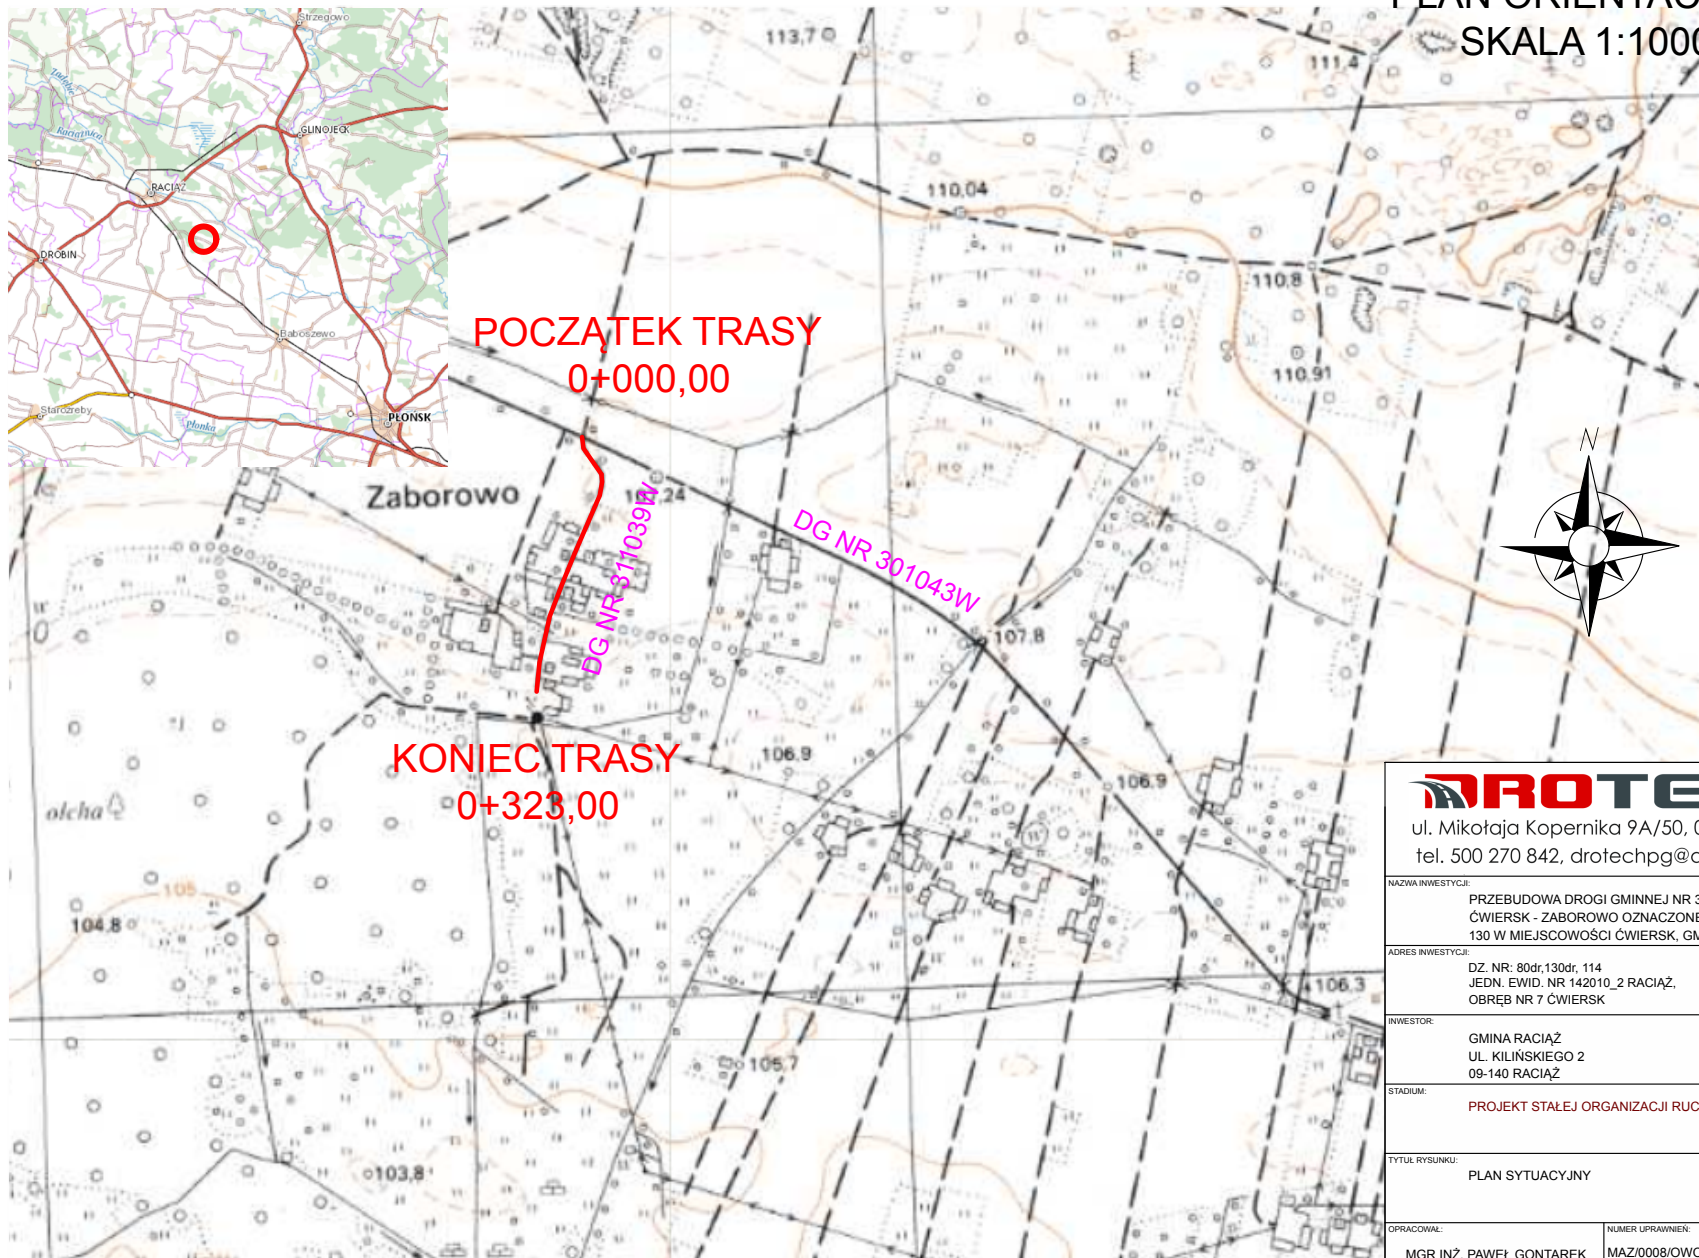 SKALA 1:1000
Strzegowo
Raciążnica
GLINOJECK
RACIĄŻ
DROBIN
Baboszewo
Staroźreby
Płonka
PŁOŃSK
113,7
111,4
110,04
110,8
110,91
POCZĄTEK TRASY
0+000,00
Zaborowo
DG NR 311039W
DG NR 301043W
107.8
KONIEC TRASY
0+323,00
106.9
106.9
olcha
105
104.8
106.3
105.7
103,8
N
DROTE
ul. Mikołaja Kopernika 9A/50, 0
tel. 500 270 842, drotechpg@
NAZWA INWESTYCJI:
PRZEBUDOWA DROGI GMINNEJ NR 3
ĆWIERSK - ZABOROWO OZNACZONE
130 W MIEJSCOWOŚCI ĆWIERSK, GM
ADRES INWESTYCJI:
DZ. NR: 80dr,130dr, 114
JEDN. EWID. NR 142010_2 RACIĄŻ,
OBRĘB NR 7 ĆWIERSK
INWESTOR:
GMINA RACIĄŻ
UL. KILIŃSKIEGO 2
09-140 RACIĄŻ
STADIUM:
PROJEKT STAŁEJ ORGANIZACJI RUC
TYTUŁ RYSUNKU:
PLAN SYTUACYJNY
OPRACOWAŁ:
NUMER UPRAWNIEŃ:
MGR INŻ. PAWEŁ GONTAREK
MAZ/0008/OWO